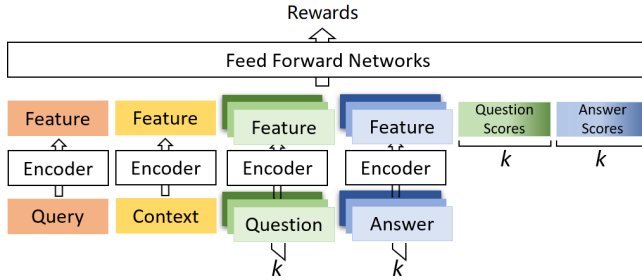 Rewards
Feed Forward Networks
Feature Feature Feature Feature Question Scores Answer Scores
k k
Encoder Encoder Encoder Encoder
Query Context Question Answer
k k